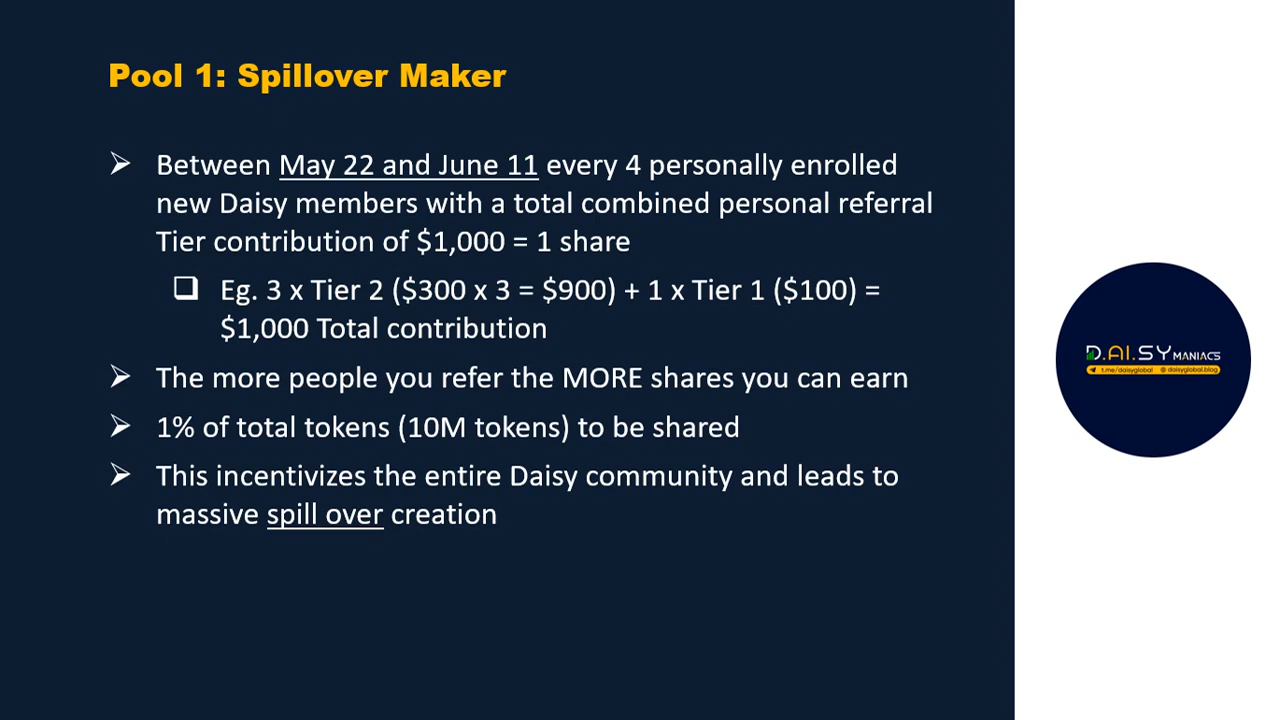 Pool 1: Spillover Maker
Between May 22 and June 11 every 4 personally enrolled
new Daisy members with a total combined personal referral
Tier contribution of $1,000 = 1 share
Eg. 3 x Tier 2 ($300 x 3 = $900) + 1 x Tier 1 ($100) =
$1,000 Total contribution
The more people you refer the MORE shares you can earn
1% of total tokens (10M tokens) to be shared
This incentivizes the entire Daisy community and leads to
massive spill over creation
D.AI.SY MANIACS
t.me/daisyglobal @ daisyglobal.blog